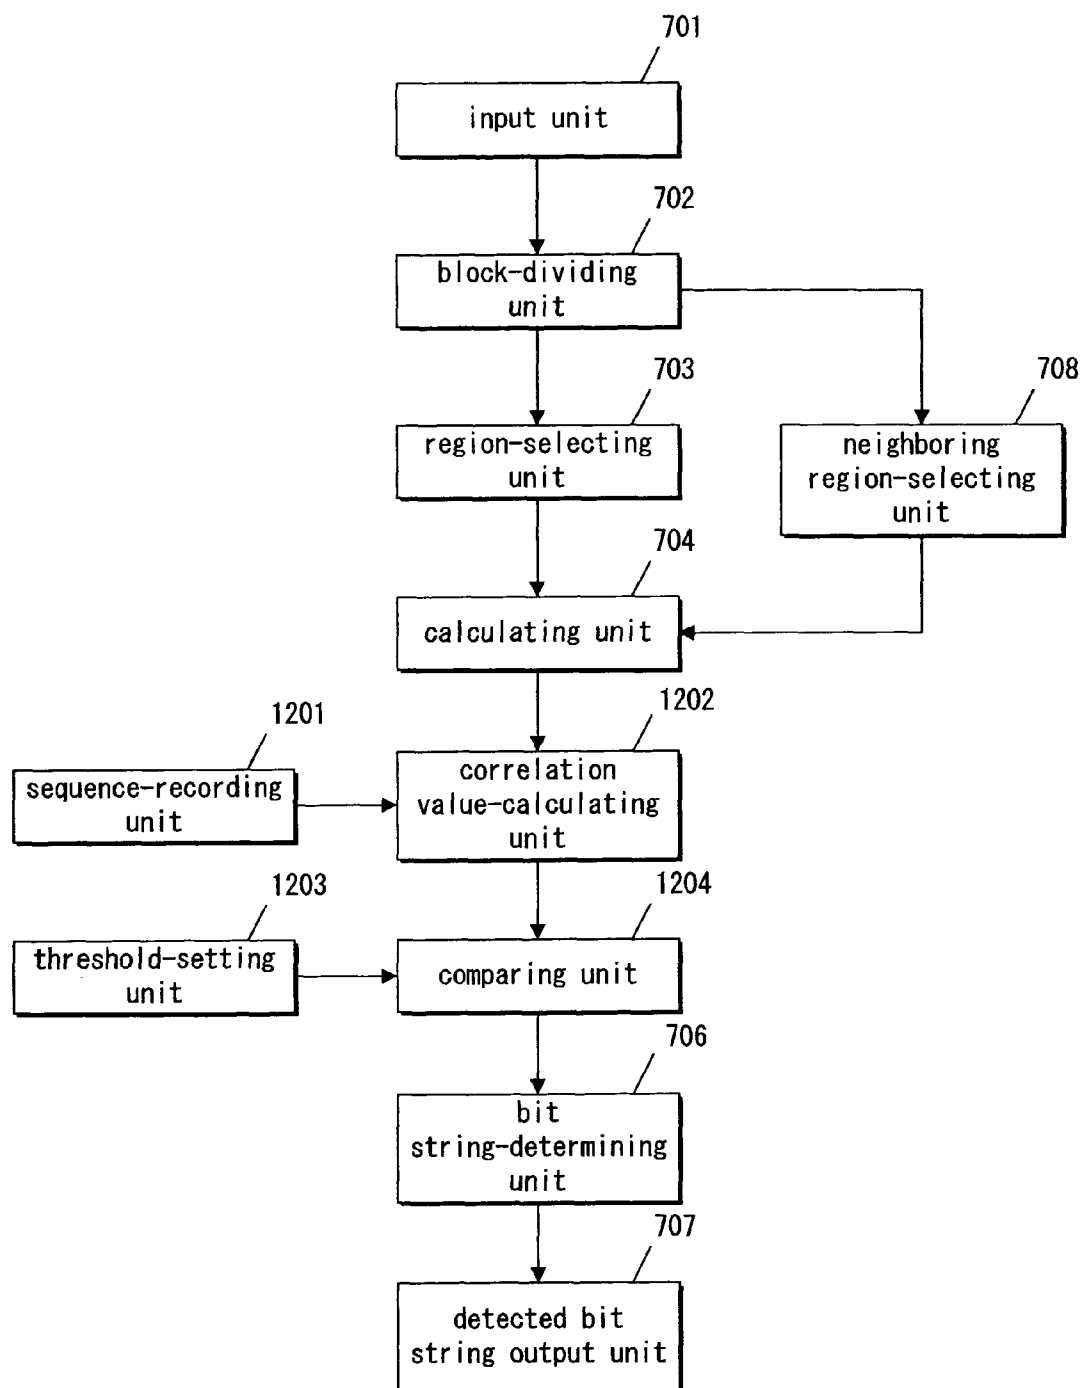 701
input unit
702
block-dividing
unit
703
region-selecting
unit
708
neighboring
region-selecting
unit
704
calculating unit
1201
sequence-recording
unit
1202
correlation
value-calculating
unit
1203
threshold-setting
unit
1204
comparing unit
706
bit
string-determining
unit
707
detected bit
string output unit